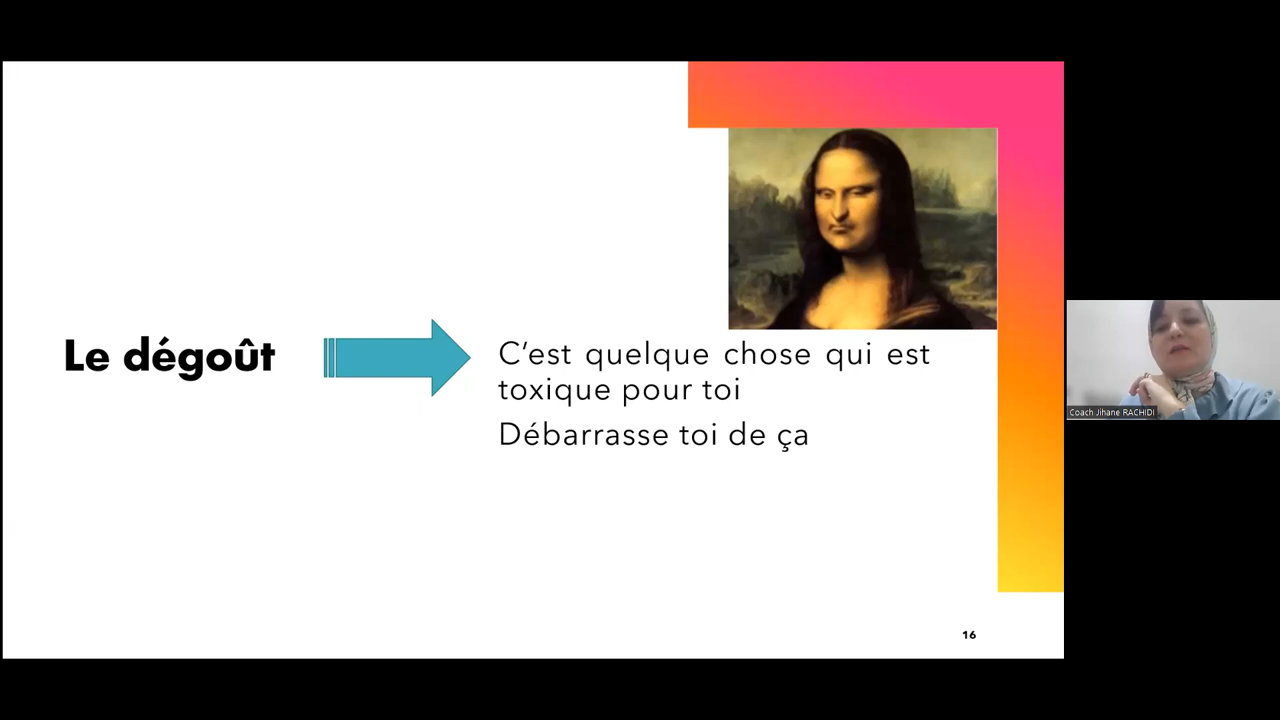 Le dégoût
C’est quelque chose qui est
toxique pour toi
Débarrasse toi de ça
16
Coach Jihane RACHIDI